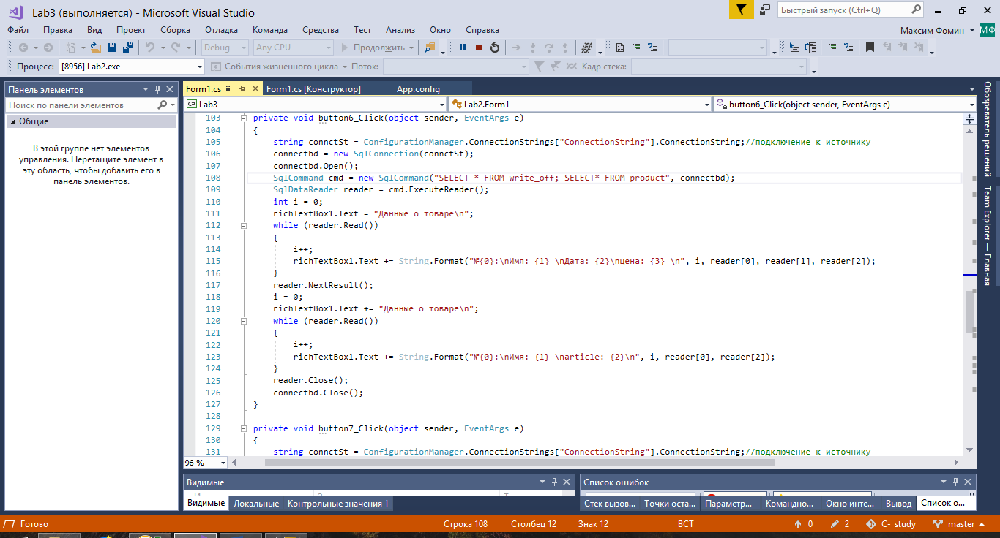 Lab3 (выполняется) - Microsoft Visual Studio
Быстрый запуск (Ctrl+Q)
Файл Правка Вид Проект Сборка Отладка Команда Средства Тест Анализ Окно Справка
Максим Фомин МФ
Debug Any CPU Продолжить
Процесс: [8956] Lab2.exe События жизненного цикла Поток: Кадр стека:
Панель элементов
Поиск по панели элементов
Общие
В этой группе нет элементов
управления. Перетащите элемент в
эту область, чтобы добавить его в
панель элементов.
Form1.cs Form1.cs [Конструктор] App.config
C# Lab3 Lab2.Form1 button6_Click(object sender, EventArgs e)
103 private void button6_Click(object sender, EventArgs e)
104 {
105 string connctSt = ConfigurationManager.ConnectionStrings["ConnectionString"].ConnectionString;//подключение к источнику
106 connectbd = new SqlConnection(connctSt);
107 connectbd.Open();
108 SqlCommand cmd = new SqlCommand("SELECT * FROM write_off; SELECT* FROM product", connectbd);
109 SqlDataReader reader = cmd.ExecuteReader();
110 int i = 0;
111 richTextBox1.Text = "Данные о товаре\n";
112 while (reader.Read())
113 {
114 i++;
115 richTextBox1.Text += String.Format("№{0}:\nИмя: {1} \nДата: {2}\nцена: {3} \n", i, reader[0], reader[1], reader[2]);
116 }
117 reader.NextResult();
118 i = 0;
119 richTextBox1.Text += "Данные о товаре\n";
120 while (reader.Read())
121 {
122 i++;
123 richTextBox1.Text += String.Format("№{0}:\nИмя: {1} \narticle: {2}\n", i, reader[0], reader[2]);
124 }
125 reader.Close();
126 connectbd.Close();
127 }
128
129 private void button7_Click(object sender, EventArgs e)
130 {
131 string connctSt = ConfigurationManager.ConnectionStrings["ConnectionString"].ConnectionString;//подключение к источнику
96 %
Обозреватель решений
Team Explorer — Главная
Видимые
Видимые Локальные Контрольные значения 1
Список ошибок
Стек вызов... Точки оста... Параметр... Командно... Окно инте... Вывод Список о...
Готово Строка 108 Столбец 12 Знак 12 ВСТ 0 2 C-_study master